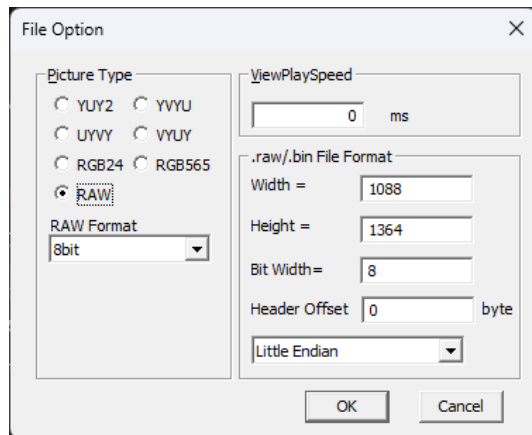 File Option
Picture Type
YUY2
YVYU
UYVY
VYUY
RGB24
RGB565
RAW
RAW Format
8bit
ViewPlaySpeed
0
ms
.raw/.bin File Format
Width =
1088
Height =
1364
Bit Width=
8
Header Offset
0
byte
Little Endian
OK
Cancel